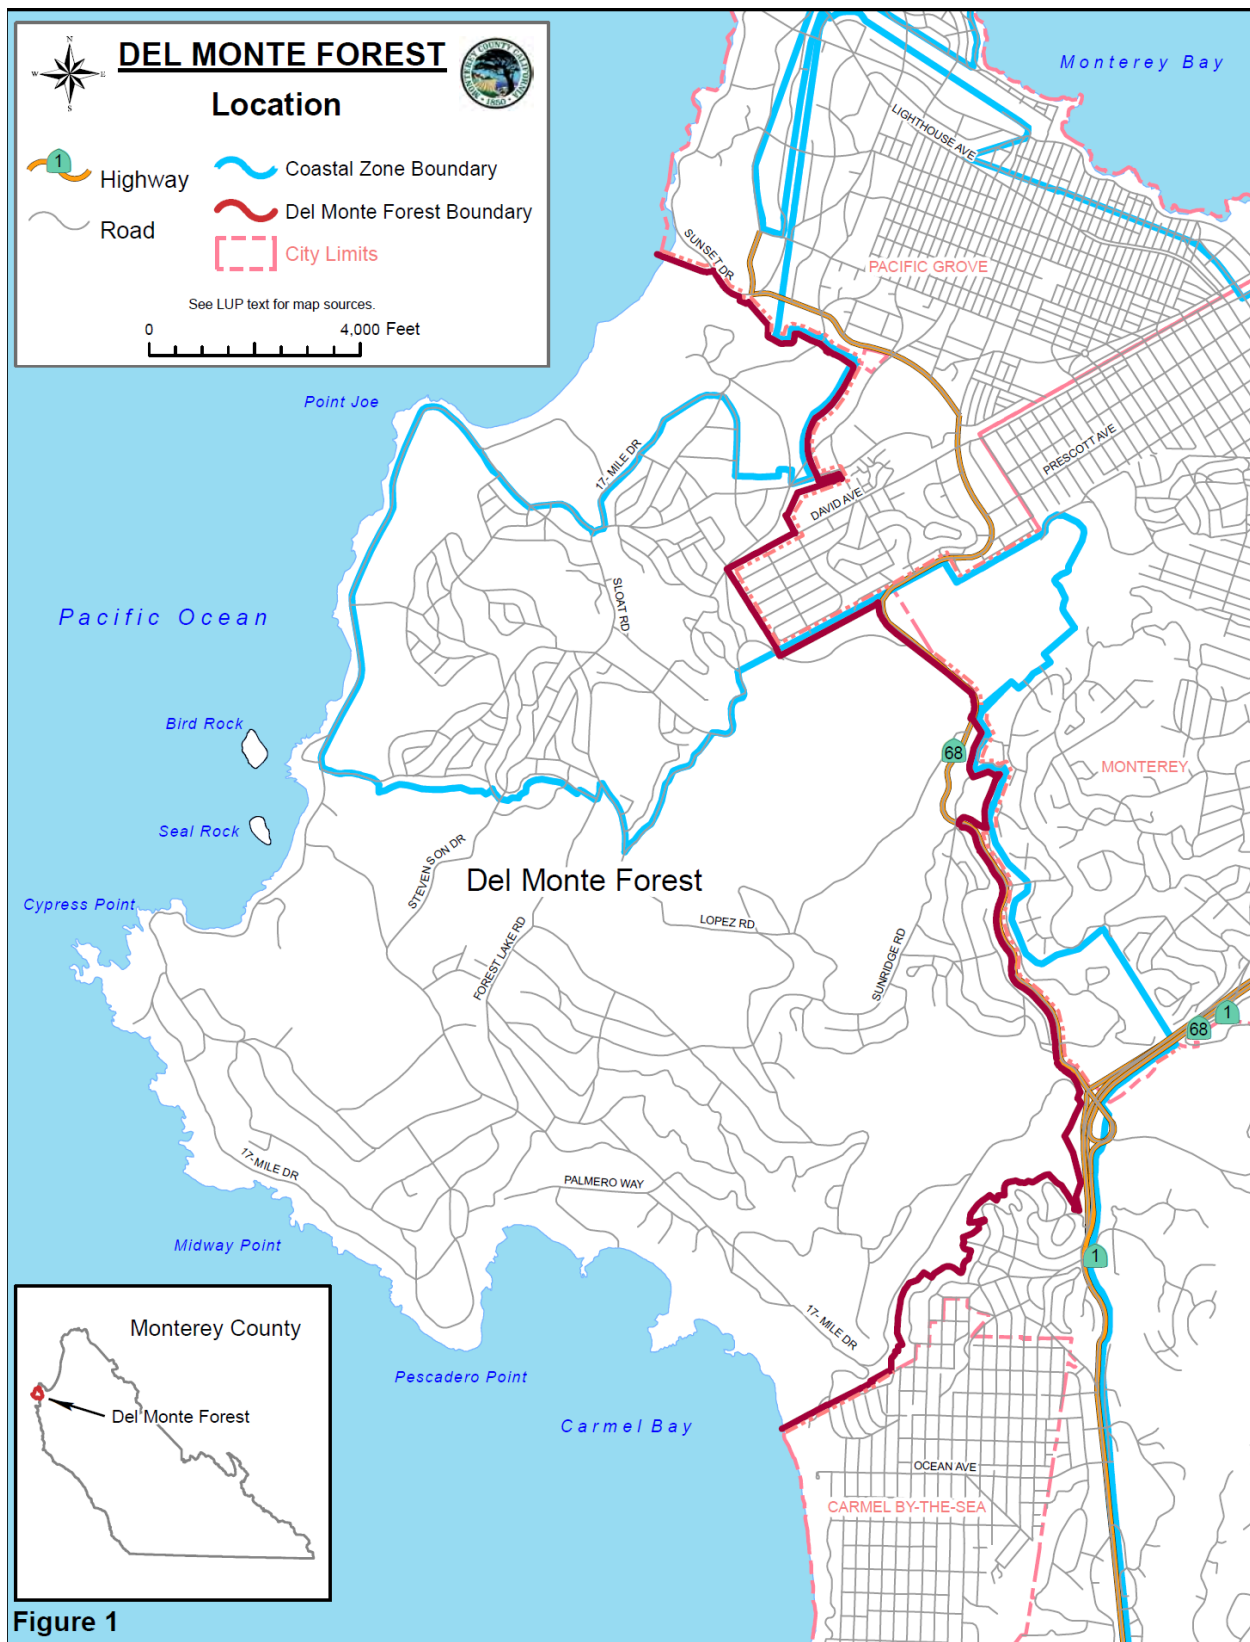 DEL MONTE FOREST
Location
N
W
E
S
MONTEREY COUNTY CALIFORNIA
1850
1
Highway
Road
Coastal Zone Boundary
Del Monte Forest Boundary
City Limits
See LUP text for map sources.
0
4,000 Feet
Monterey Bay
LIGHTHOUSE AVE
SUNSET DR
PACIFIC GROVE
Point Joe
17- MILE DR
PRESCOTT AVE
DAVID AVE
SLOAT RD
Pacific Ocean
Bird Rock
68
MONTEREY
Seal Rock
STEVENSON DR
Del Monte Forest
Cypress Point
LOPEZ RD
FOREST LAKE RD
SUNRIDGE RD
1
68
17-MILE DR
PALMERO WAY
Midway Point
1
17- MILE DR
Pescadero Point
Carmel Bay
OCEAN AVE
CARMEL BY-THE-SEA
Monterey County
Del Monte Forest
Figure 1